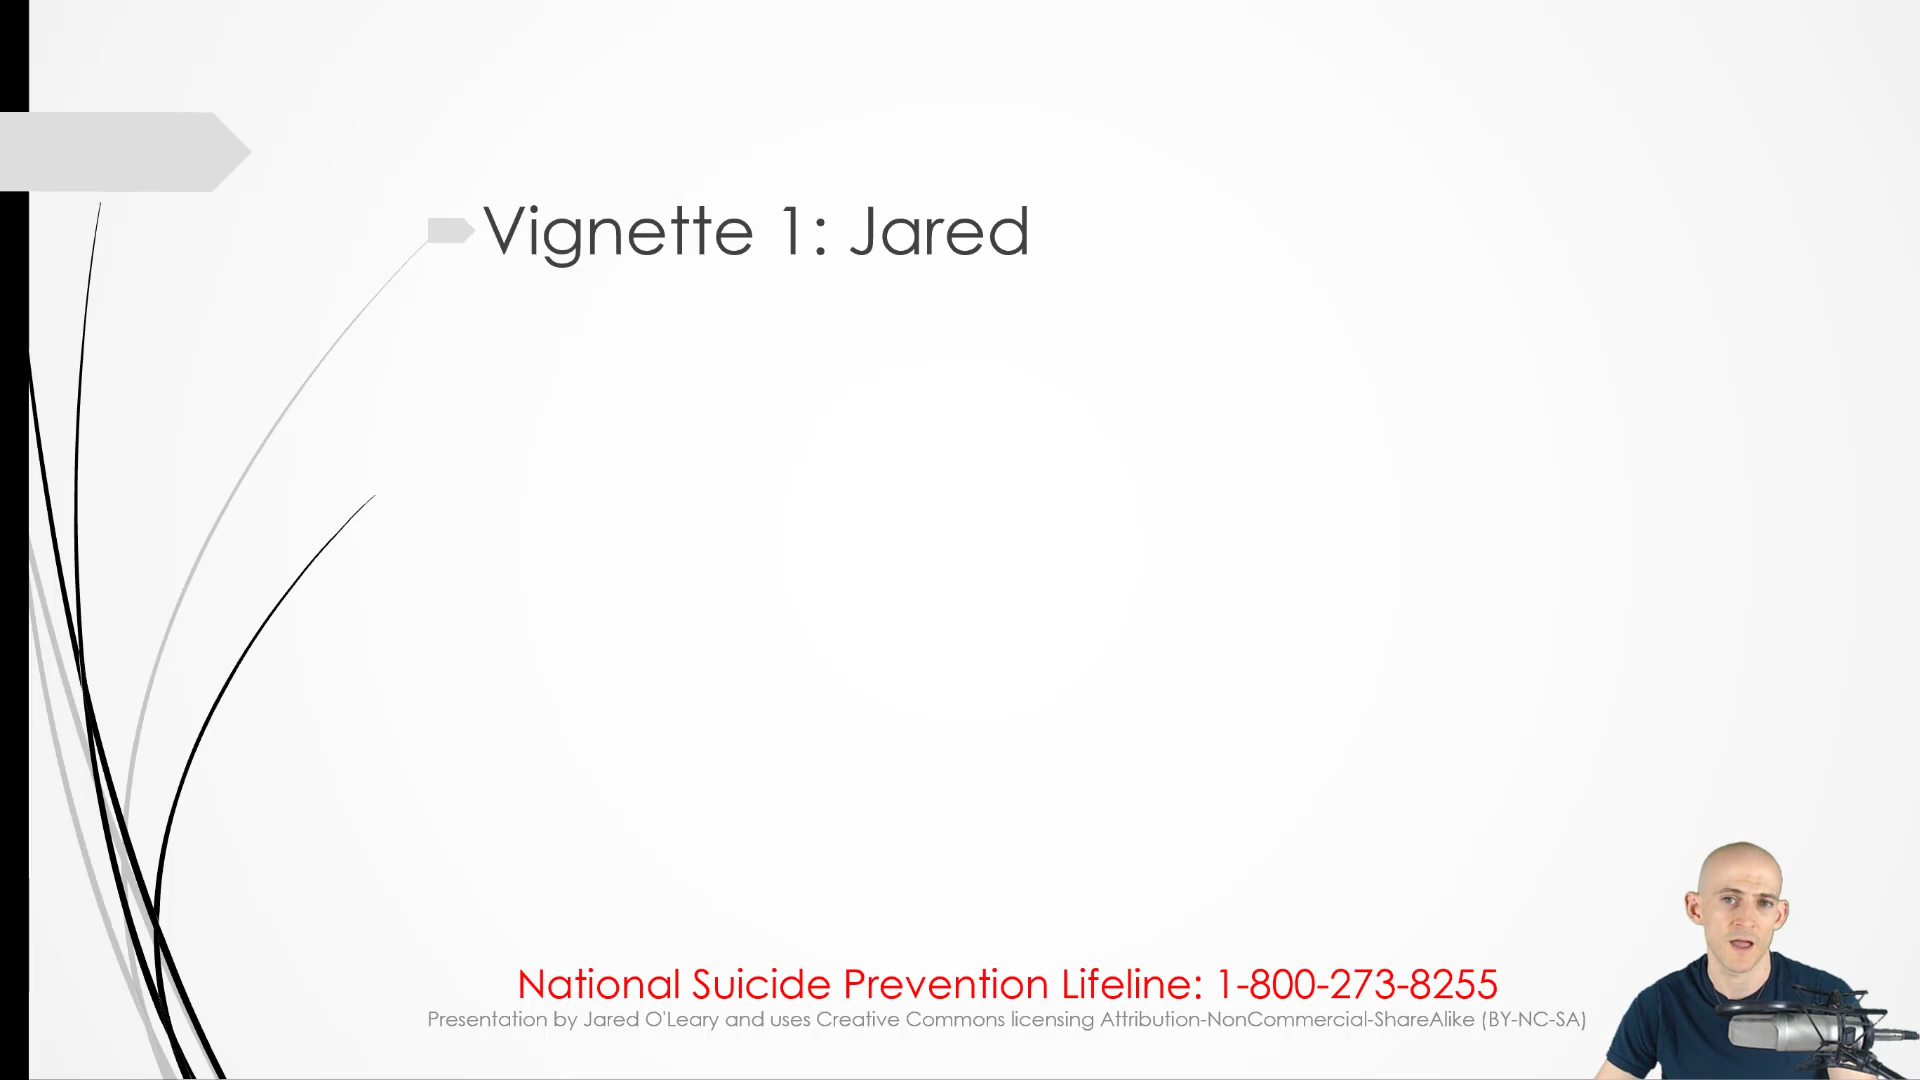 Vignette 1: Jared
National Suicide Prevention Lifeline: 1-800-273-8255
Presentation by Jared O'Leary and uses Creative Commons licensing Attribution-NonCommercial-ShareAlike (BY-NC-SA)